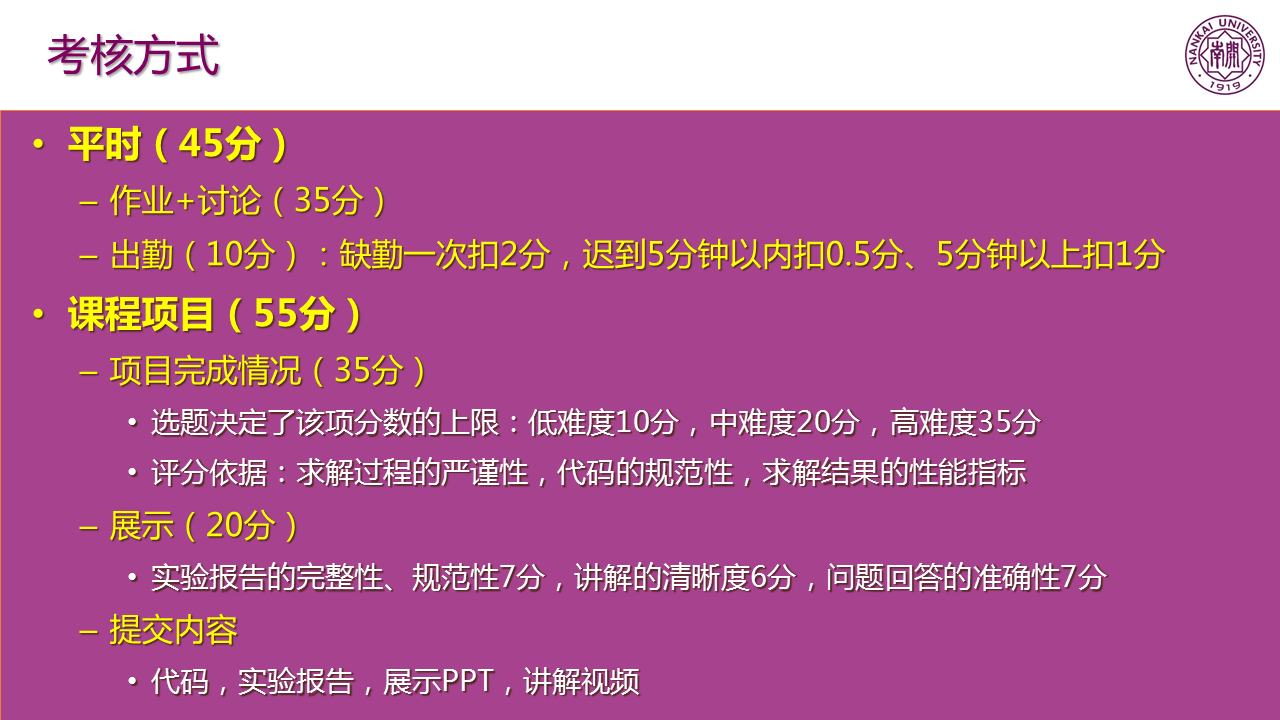 考核方式
NANKAI UNIVERSITY
南開
1919
• 平时（45分）
– 作业+讨论（35分）
– 出勤（10分）：缺勤一次扣2分，迟到5分钟以内扣0.5分、5分钟以上扣1分
• 课程项目（55分）
– 项目完成情况（35分）
• 选题决定了该项分数的上限：低难度10分，中难度20分，高难度35分
• 评分依据：求解过程的严谨性，代码的规范性，求解结果的性能指标
– 展示（20分）
• 实验报告的完整性、规范性7分，讲解的清晰度6分，问题回答的准确性7分
– 提交内容
• 代码，实验报告，展示PPT，讲解视频